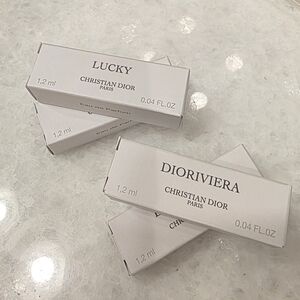 LUCKY
CHRISTIAN DIOR
PARIS
1,2 ml
0.04 FL.OZ
1,2 ml
DIORIVIERA
CHRISTIAN DIOR
PARIS
1,2 ml
0.04 FL.OZ
1,2 ml